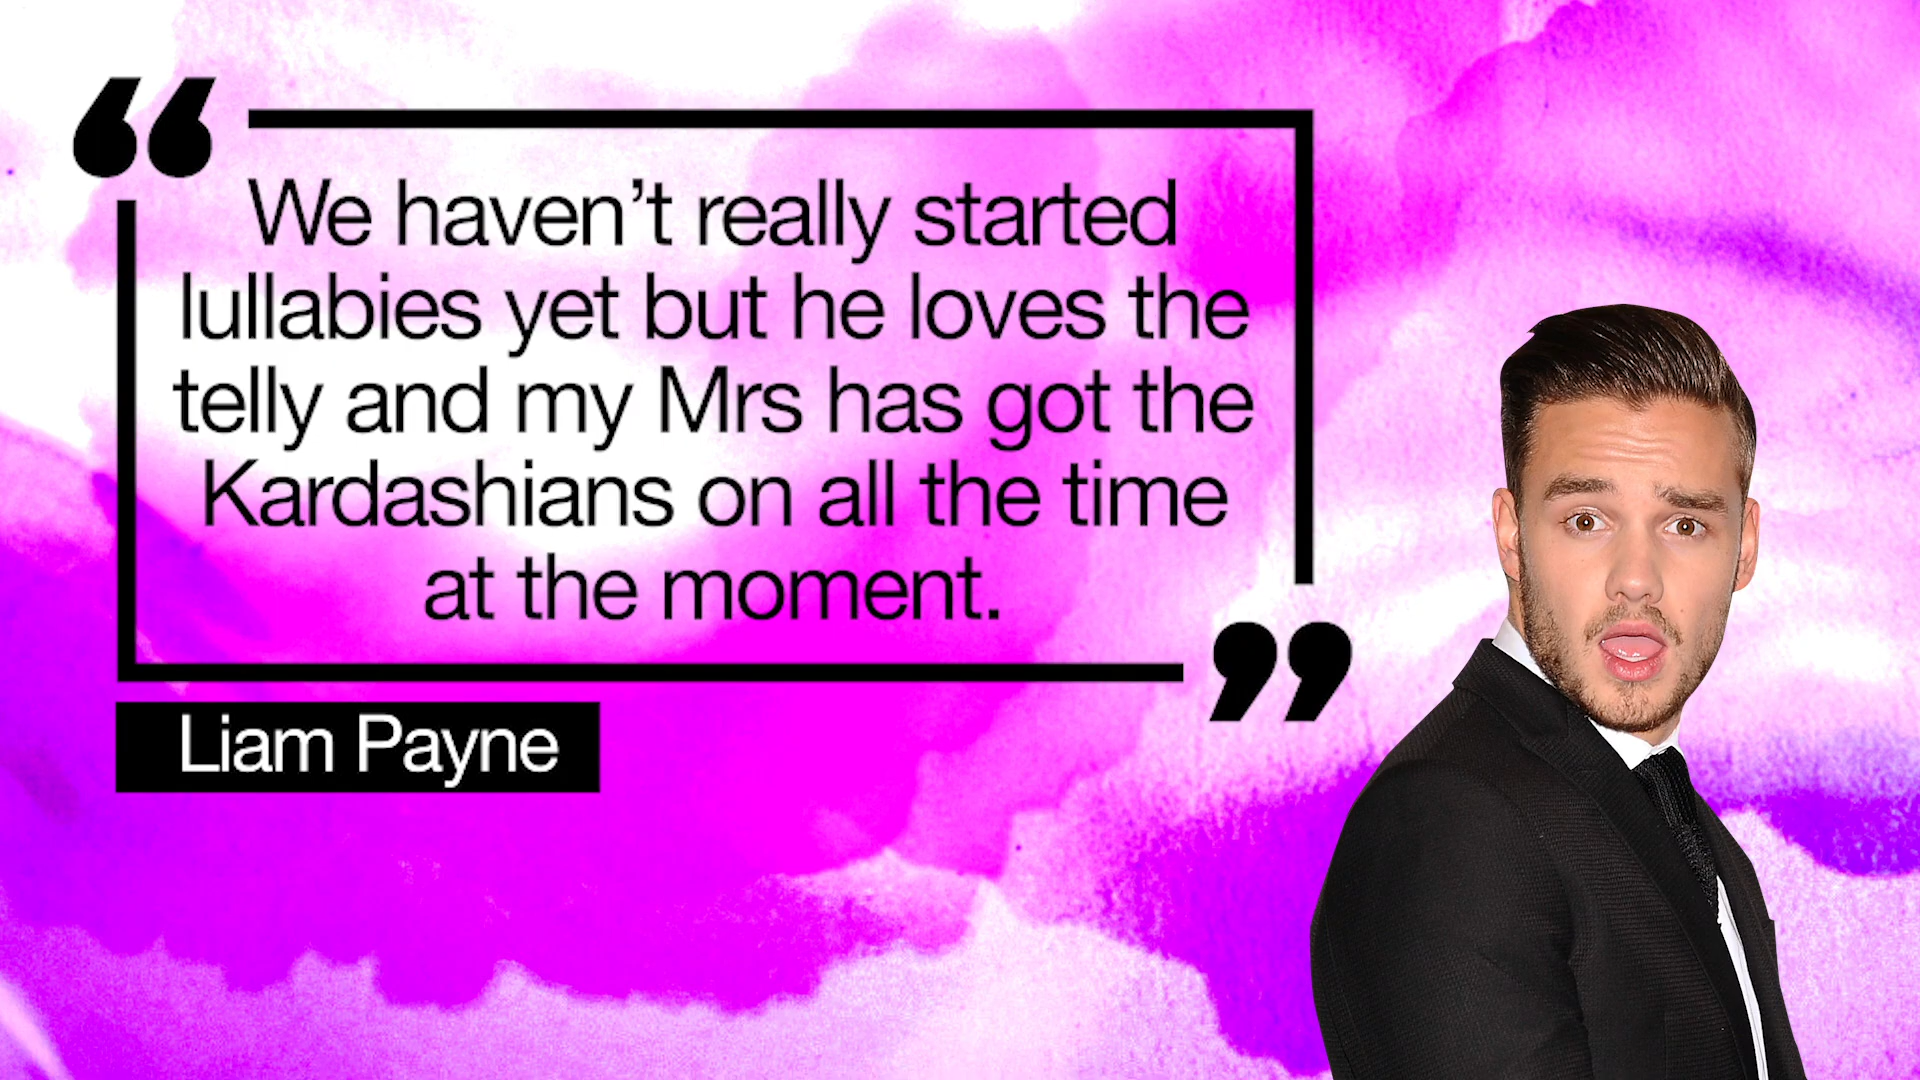 “
We haven’t really started
lullabies yet but he loves the
telly and my Mrs has got the
Kardashians on all the time
at the moment.
”
Liam Payne